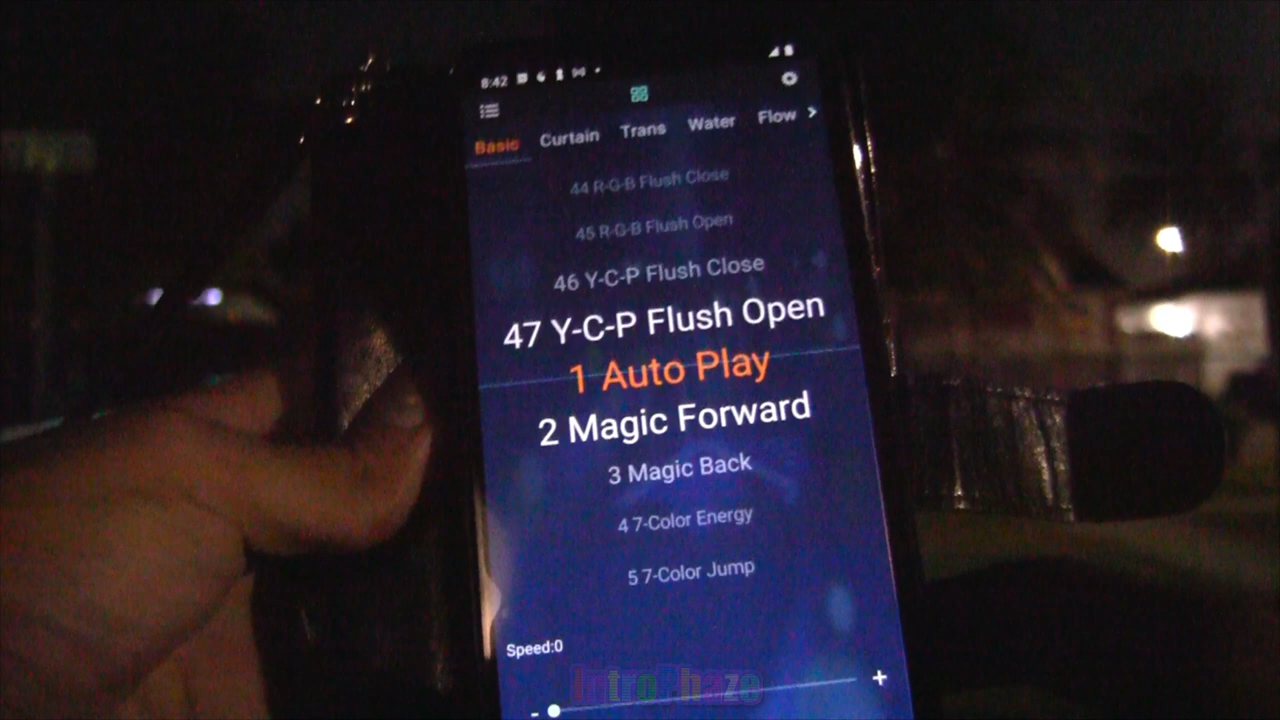 8:42
Basic Curtain Trans Water Flow >
44 R-G-B Flush Close
45 R-G-B Flush Open
46 Y-C-P Flush Close
47 Y-C-P Flush Open
1 Auto Play
2 Magic Forward
3 Magic Back
4 7-Color Energy
5 7-Color Jump
Speed:0
- +
IntroPhaze